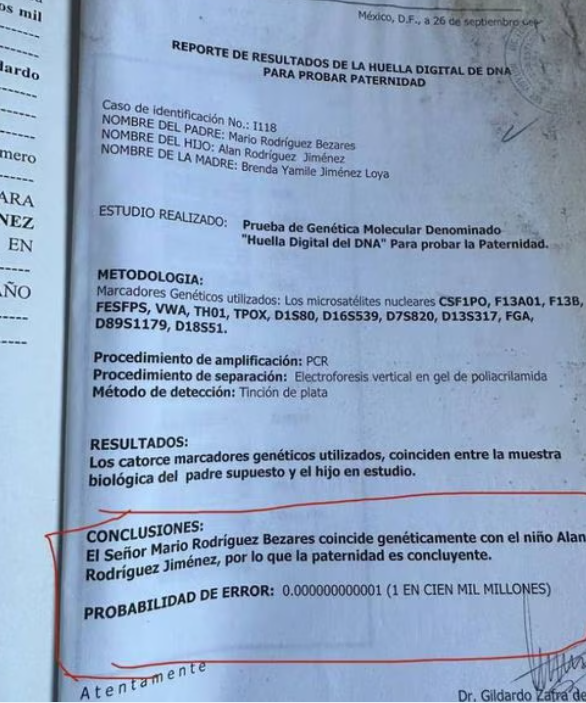 os mil
dardo
mero
ARA
NEZ
EN
AÑO
México, D.F., a 26 de septiembre
REPORTE DE RESULTADOS DE LA HUELLA DIGITAL DE DNA
PARA PROBAR PATERNIDAD
Caso de identificación No.: I118
NOMBRE DEL PADRE: Mario Rodríguez Bezares
NOMBRE DEL HIJO: Alan Rodríguez Jiménez
NOMBRE DE LA MADRE: Brenda Yamile Jiménez Loya
ESTUDIO REALIZADO: Prueba de Genética Molecular Denominado
"Huella Digital del DNA" Para probar la Paternidad.
METODOLOGIA:
Marcadores Genéticos utilizados: Los microsatélites nucleares CSF1PO, F13A01, F13B,
FESFPS, VWA, TH01, TPOX, D1S80, D16S539, D7S820, D13S317, FGA,
D89S1179, D18S51.
Procedimiento de amplificación: PCR
Procedimiento de separación: Electroforesis vertical en gel de poliacrilamida
Método de detección: Tinción de plata
RESULTADOS:
Los catorce marcadores genéticos utilizados, coinciden entre la muestra
biológica del padre supuesto y el hijo en estudio.
CONCLUSIONES:
El Señor Mario Rodríguez Bezares coincide genéticamente con el niño Alan
Rodríguez Jiménez, por lo que la paternidad es concluyente.
PROBABILIDAD DE ERROR: 0.000000000001 (1 EN CIEN MIL MILLONES)
Atentamente
Dr. Gildardo Zafra de